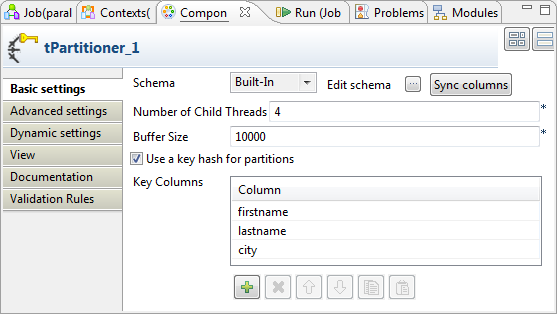 Job(paral Contexts( Compon Run (Job Problems Modules
tPartitioner_1
Basic settings
Advanced settings
Dynamic settings
View
Documentation
Validation Rules
Schema Built-In Edit schema ... Sync columns
Number of Child Threads 4 *
Buffer Size 10000 *
Use a key hash for partitions
Key Columns
Column
firstname
lastname
city